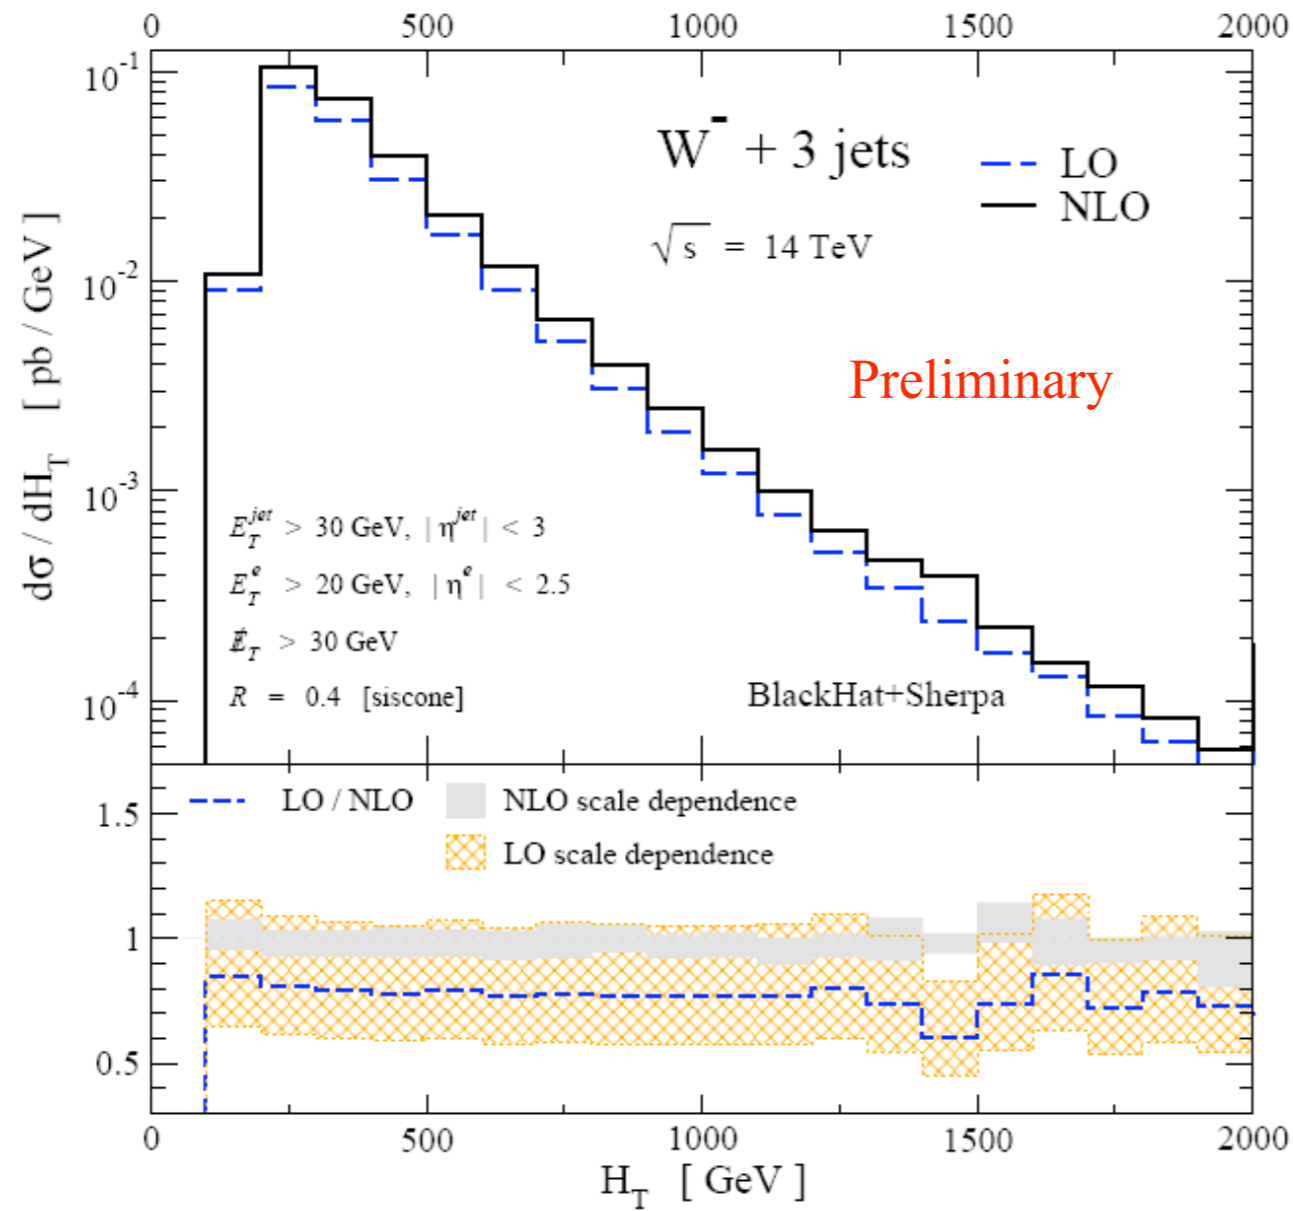 0 500 1000 1500 2000
10^-1
10^-2
10^-3
10^-4
dσ / dH_T [ pb / GeV ]
W^- + 3 jets
√s = 14 TeV
LO
NLO
Preliminary
E_T^jet > 30 GeV, | η^jet | < 3
E_T^e > 20 GeV, | η^e | < 2.5
E̸_T > 30 GeV
R = 0.4 [siscone]
BlackHat+Sherpa
LO / NLO
NLO scale dependence
LO scale dependence
1.5
1
0.5
0 500 1000 1500 2000
H_T [ GeV ]